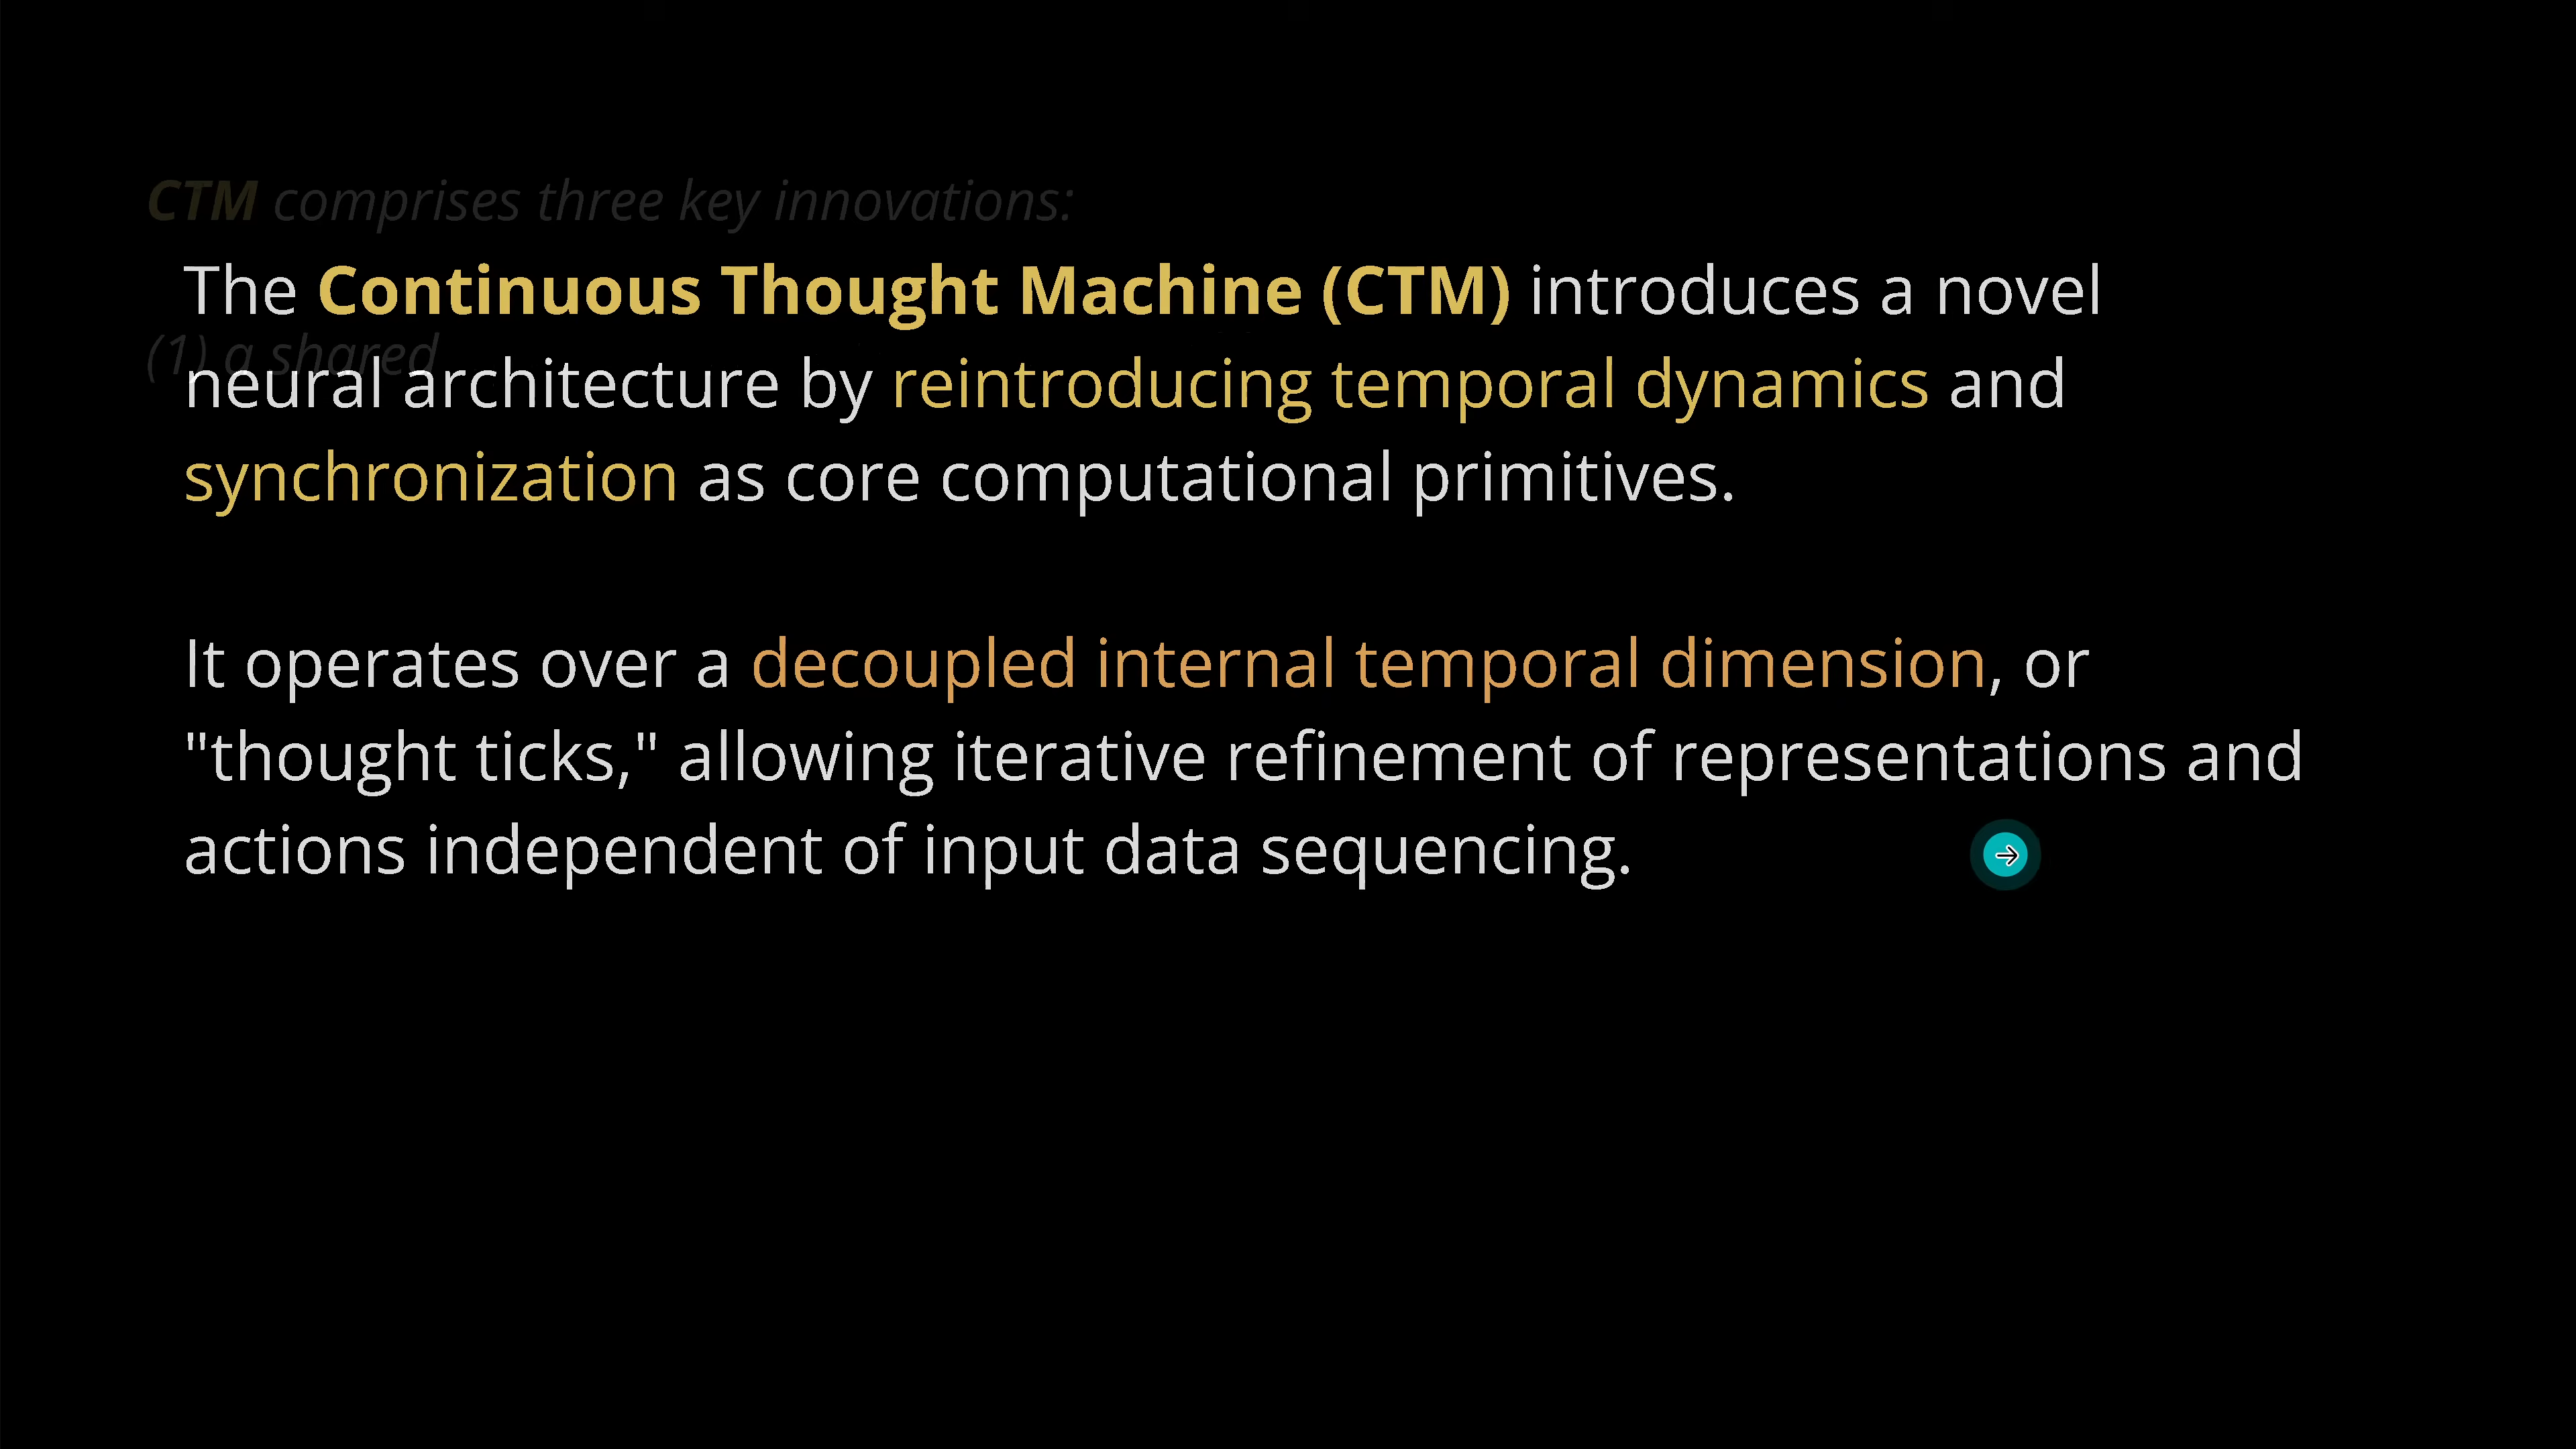 CTM comprises three key innovations:
The Continuous Thought Machine (CTM) introduces a novel
(1) a shared
neural architecture by reintroducing temporal dynamics and
synchronization as core computational primitives.
It operates over a decoupled internal temporal dimension, or
"thought ticks," allowing iterative refinement of representations and
actions independent of input data sequencing.